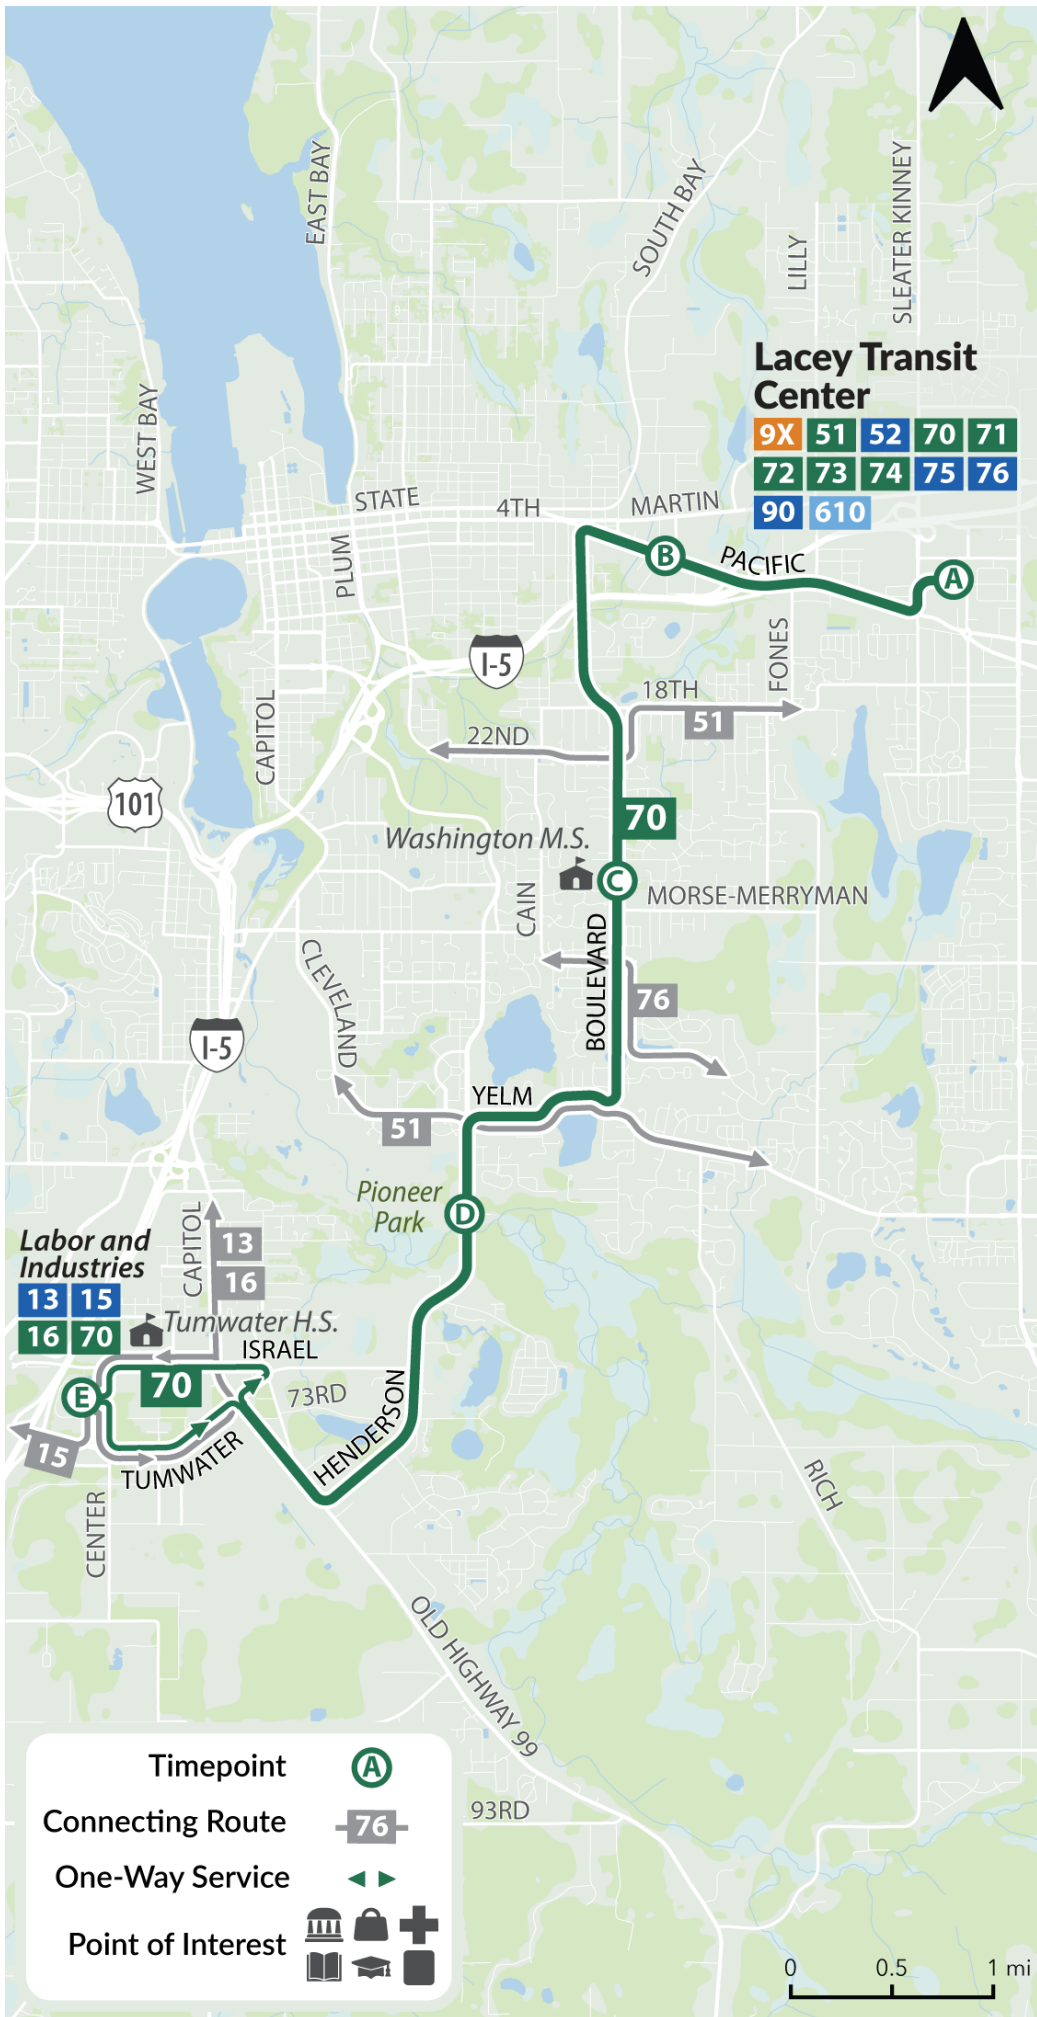 EAST BAY
SOUTH BAY
LILLY
SLEATER KINNEY
WEST BAY
Lacey Transit
Center
9X 51 52 70 71
72 73 74 75 76
90 610
STATE
4TH
MARTIN
PLUM
B
PACIFIC
A
I-5
FONES
18TH
51
22ND
CAPITOL
101
70
Washington M.S.
C
MORSE-MERRYMAN
CAIN
BOULEVARD
CLEVELAND
76
I-5
YELM
51
Pioneer
Park
D
CAPITOL
13
16
Labor and
Industries
13 15
16 70
Tumwater H.S.
ISRAEL
70
E
73RD
HENDERSON
15
TUMWATER
CENTER
RICH
OLD HIGHWAY 99
93RD
Timepoint A
Connecting Route 76
One-Way Service
Point of Interest
0 0.5 1 mi